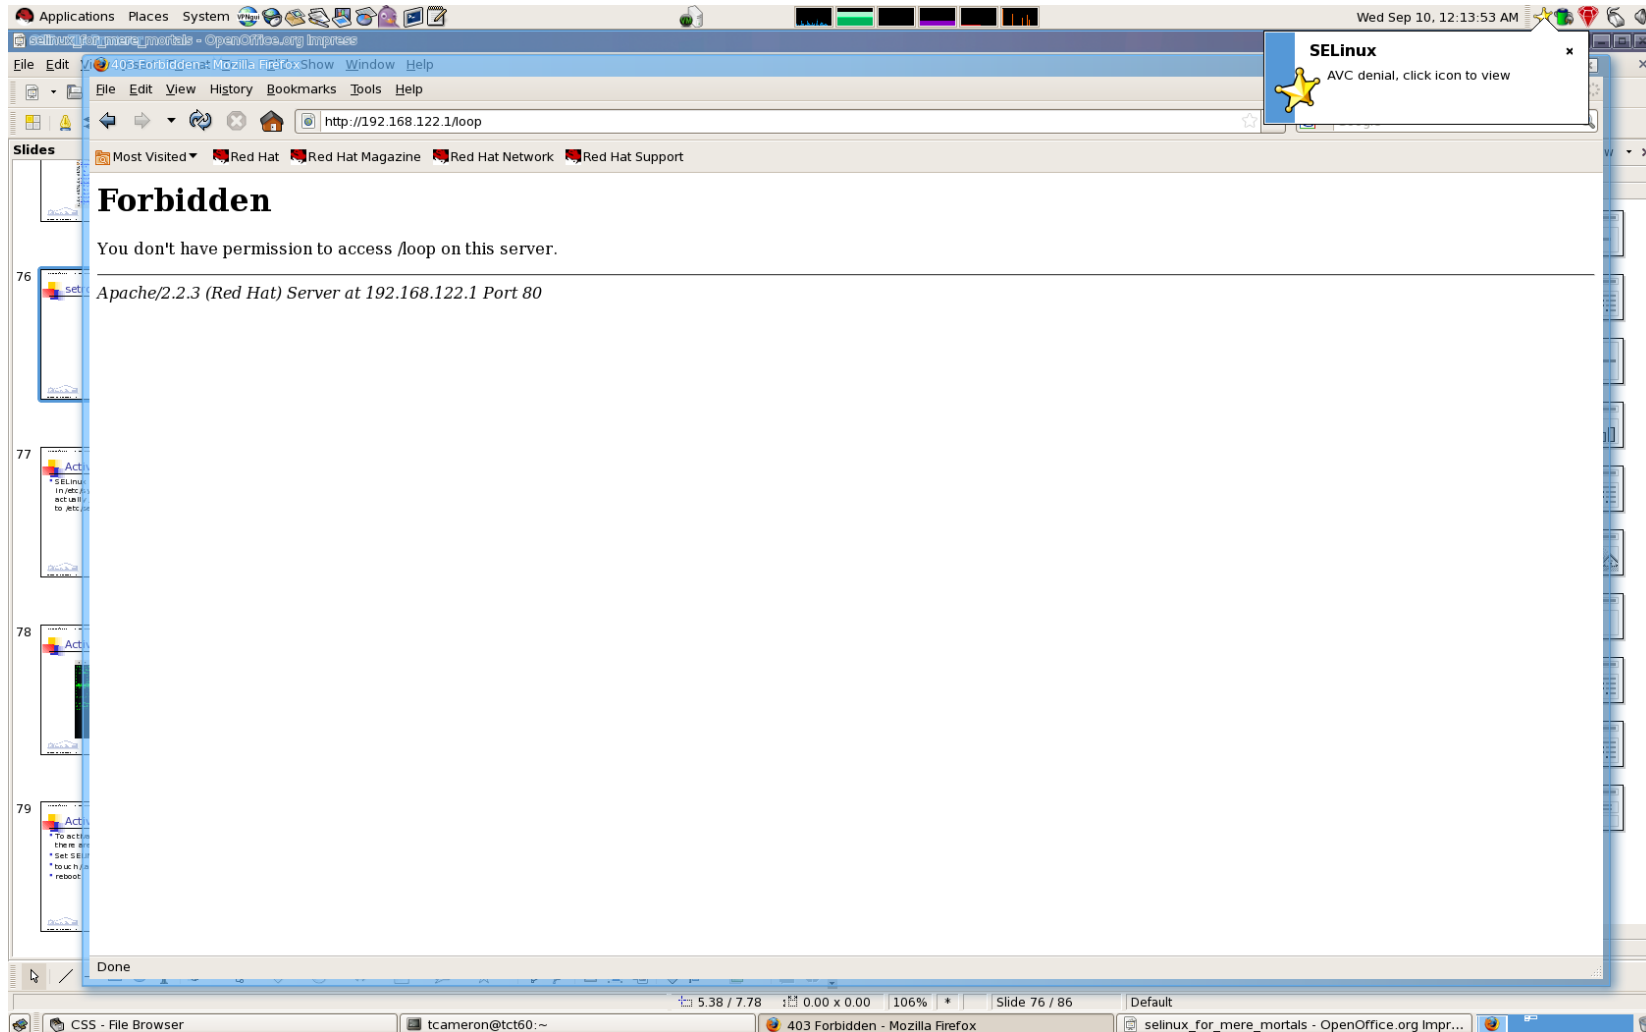 Applications Places System
Wed Sep 10, 12:13:53 AM
selinux_for_mere_mortals - OpenOffice.org Impress
File Edit
403 Forbidden - Mozilla Firefox
Show Window Help
SELinux
AVC denial, click icon to view
File Edit View History Bookmarks Tools Help
http://192.168.122.1/loop
Most Visited Red Hat Red Hat Magazine Red Hat Network Red Hat Support
Slides
Forbidden
You don't have permission to access /loop on this server.
Apache/2.2.3 (Red Hat) Server at 192.168.122.1 Port 80
76
77
78
79
* reboot
Done
5.38 / 7.78 0.00 x 0.00 106% * Slide 76 / 86 Default
CSS - File Browser
tcameron@tct60:~
403 Forbidden - Mozilla Firefox
selinux_for_mere_mortals - OpenOffice.org Impr...